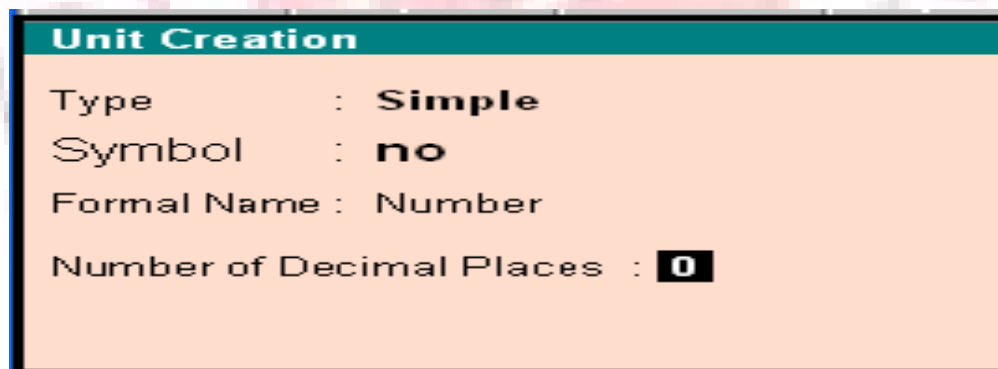 Unit Creation
Type : Simple
Symbol : no
Formal Name : Number
Number of Decimal Places : 0